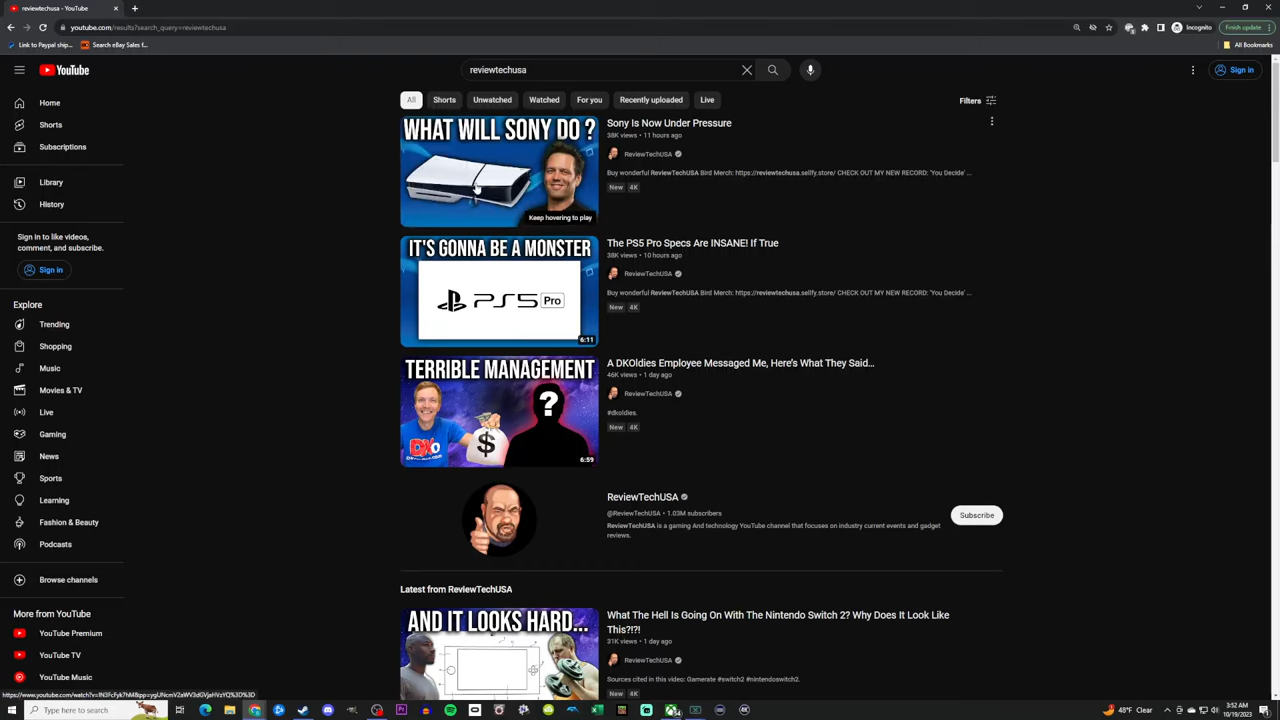 reviewtechusa - YouTube
youtube.com/results?search_query=reviewtechusa
Incognito
Finish update
Link to Paypal ship...
Search eBay Sales f...
All Bookmarks
YouTube
reviewtechusa
Sign in
Home
Shorts
Subscriptions
Library
History
Sign in to like videos,
comment, and subscribe.
Sign in
Explore
Trending
Shopping
Music
Movies & TV
Live
Gaming
News
Sports
Learning
Fashion & Beauty
Podcasts
Browse channels
More from YouTube
YouTube Premium
YouTube TV
YouTube Music
All
Shorts
Unwatched
Watched
For you
Recently uploaded
Live
Filters
WHAT WILL SONY DO ?
Keep hovering to play
Sony Is Now Under Pressure
38K views • 11 hours ago
ReviewTechUSA
Buy wonderful ReviewTechUSA Bird Merch: https://reviewtechusa.sellfy.store/ CHECK OUT MY NEW RECORD: 'You Decide' ...
New 4K
IT'S GONNA BE A MONSTER
PS5 Pro
6:11
The PS5 Pro Specs Are INSANE! If True
38K views • 10 hours ago
ReviewTechUSA
Buy wonderful ReviewTechUSA Bird Merch: https://reviewtechusa.sellfy.store/ CHECK OUT MY NEW RECORD: 'You Decide' ...
New 4K
TERRIBLE MANAGEMENT
?
$
6:59
A DKOldies Employee Messaged Me, Here's What They Said...
46K views • 1 day ago
ReviewTechUSA
#dkoldies.
New 4K
ReviewTechUSA
@ReviewTechUSA • 1.03M subscribers
ReviewTechUSA is a gaming And technology YouTube channel that focuses on industry current events and gadget
reviews.
Subscribe
Latest from ReviewTechUSA
AND IT LOOKS HARD...
What The Hell Is Going On With The Nintendo Switch 2? Why Does It Look Like
This?!?!
31K views • 1 day ago
ReviewTechUSA
Sources cited in this video: Gamerate #switch2 #nintendoswitch2.
New 4K
Type here to search
48°F Clear
3:52 AM
10/19/2023